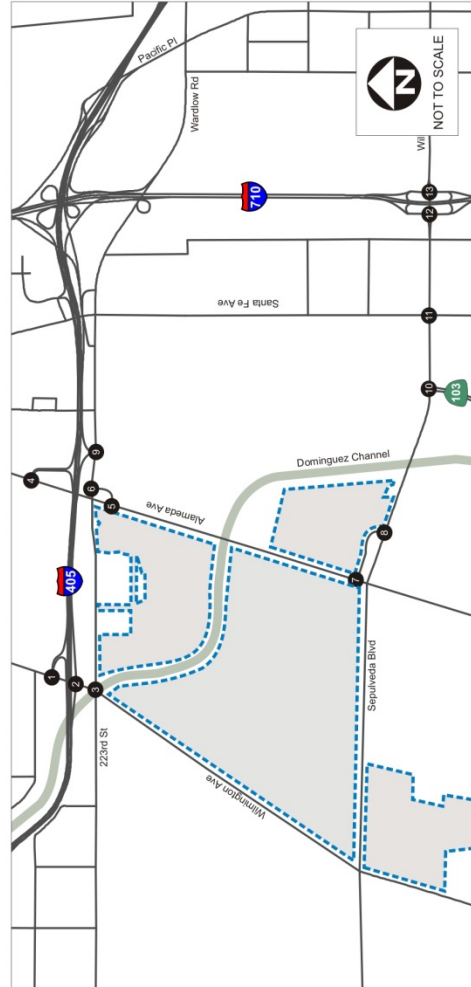 Pacific Pl
Wardlow Rd
N
NOT TO SCALE
Wil
710
13
12
Santa Fe Ave
11
10
103
4
9
6
5
Alameda Ave
Dominguez Channel
8
7
405
1
2
3
223rd St
Sepulveda Blvd
Wilmington Ave